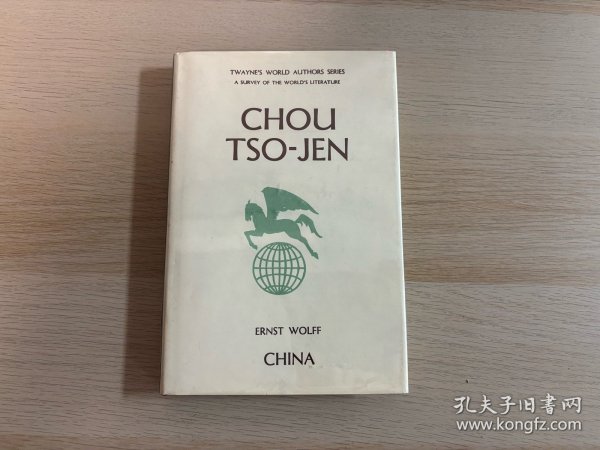 TWAYNE'S WORLD AUTHORS SERIES
A SURVEY OF THE WORLD'S LITERATURE
CHOU
TSO-JEN
ERNST WOLFF
CHINA
孔夫子旧书网
www.kongfz.com